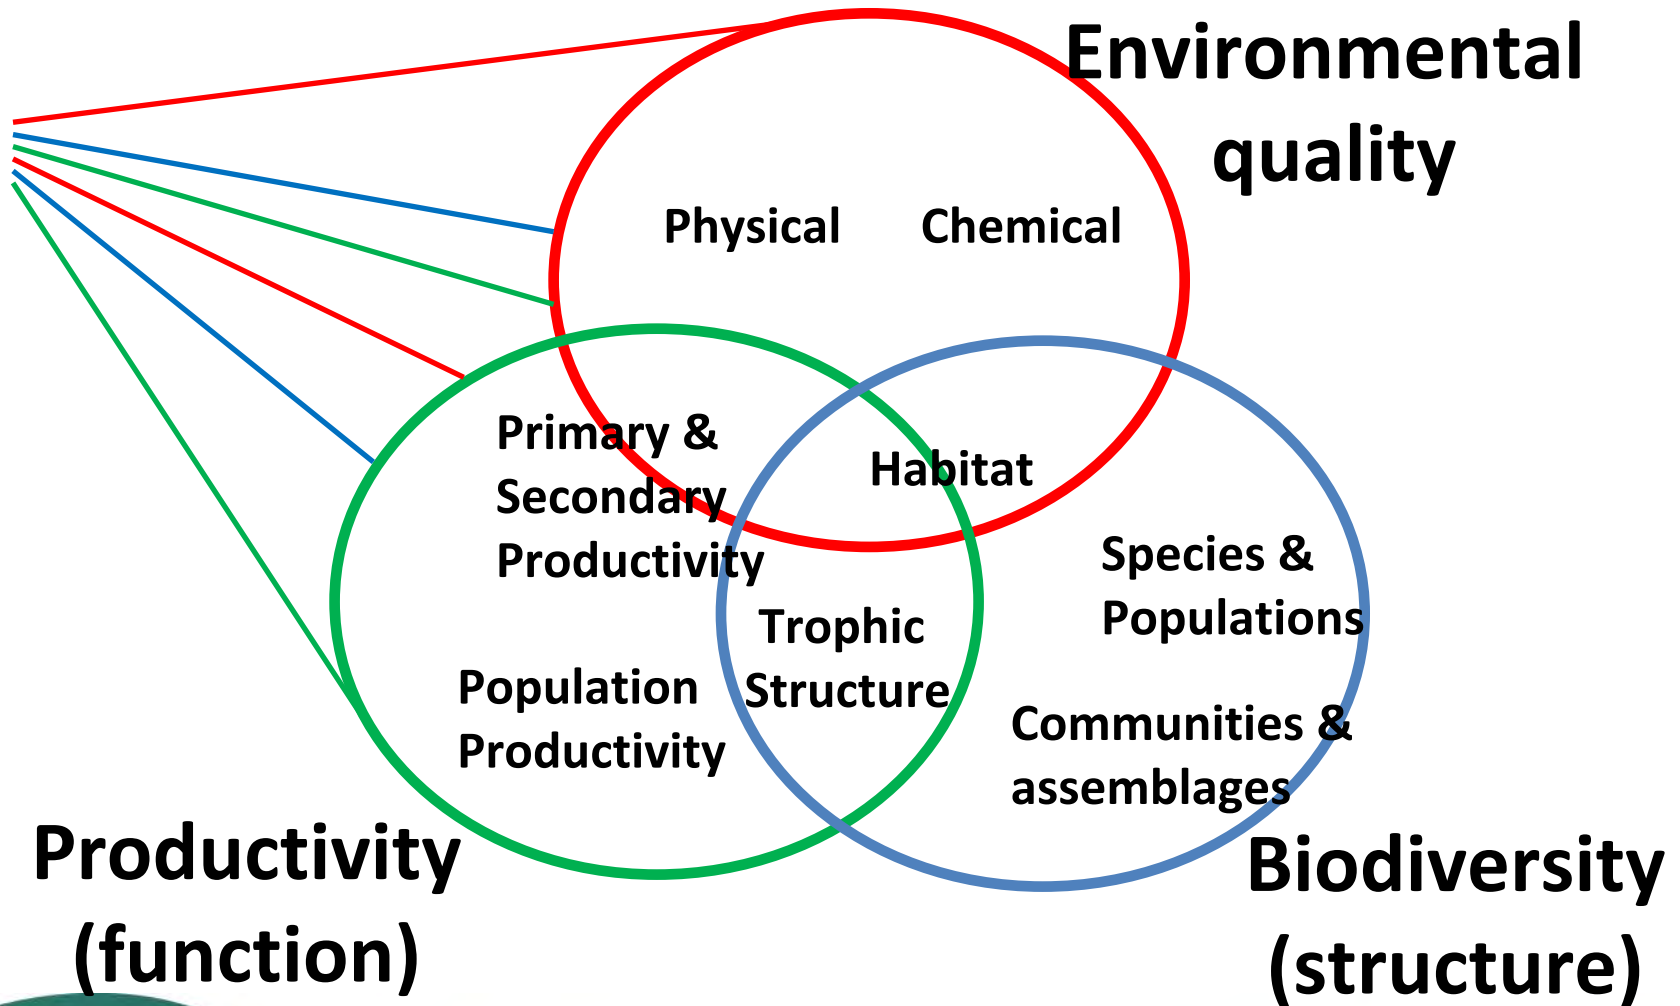 Environmental
quality
Physical
Chemical
Primary &
Secondary
Productivity
Habitat
Species &
Populations
Trophic
Structure
Population
Productivity
Communities &
assemblages
Productivity
(function)
Biodiversity
(structure)